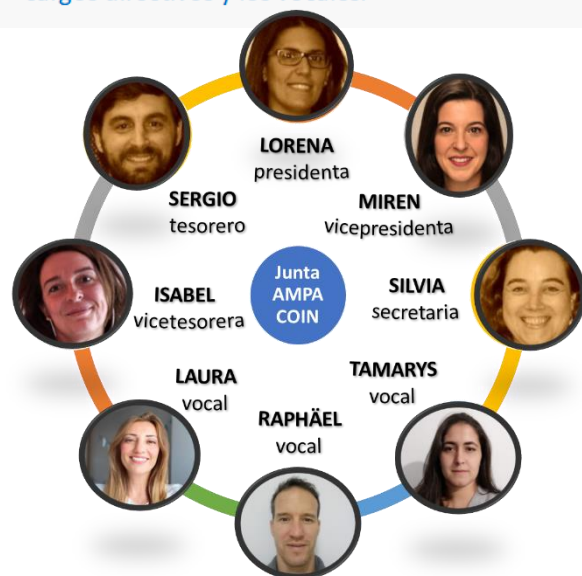 LORENA
presidenta
SERGIO
tesorero
MIREN
vicepresidenta
ISABEL
vicetesorera
Junta
AMPA
COIN
SILVIA
secretaria
LAURA
vocal
TAMARYS
vocal
RAPHÄEL
vocal